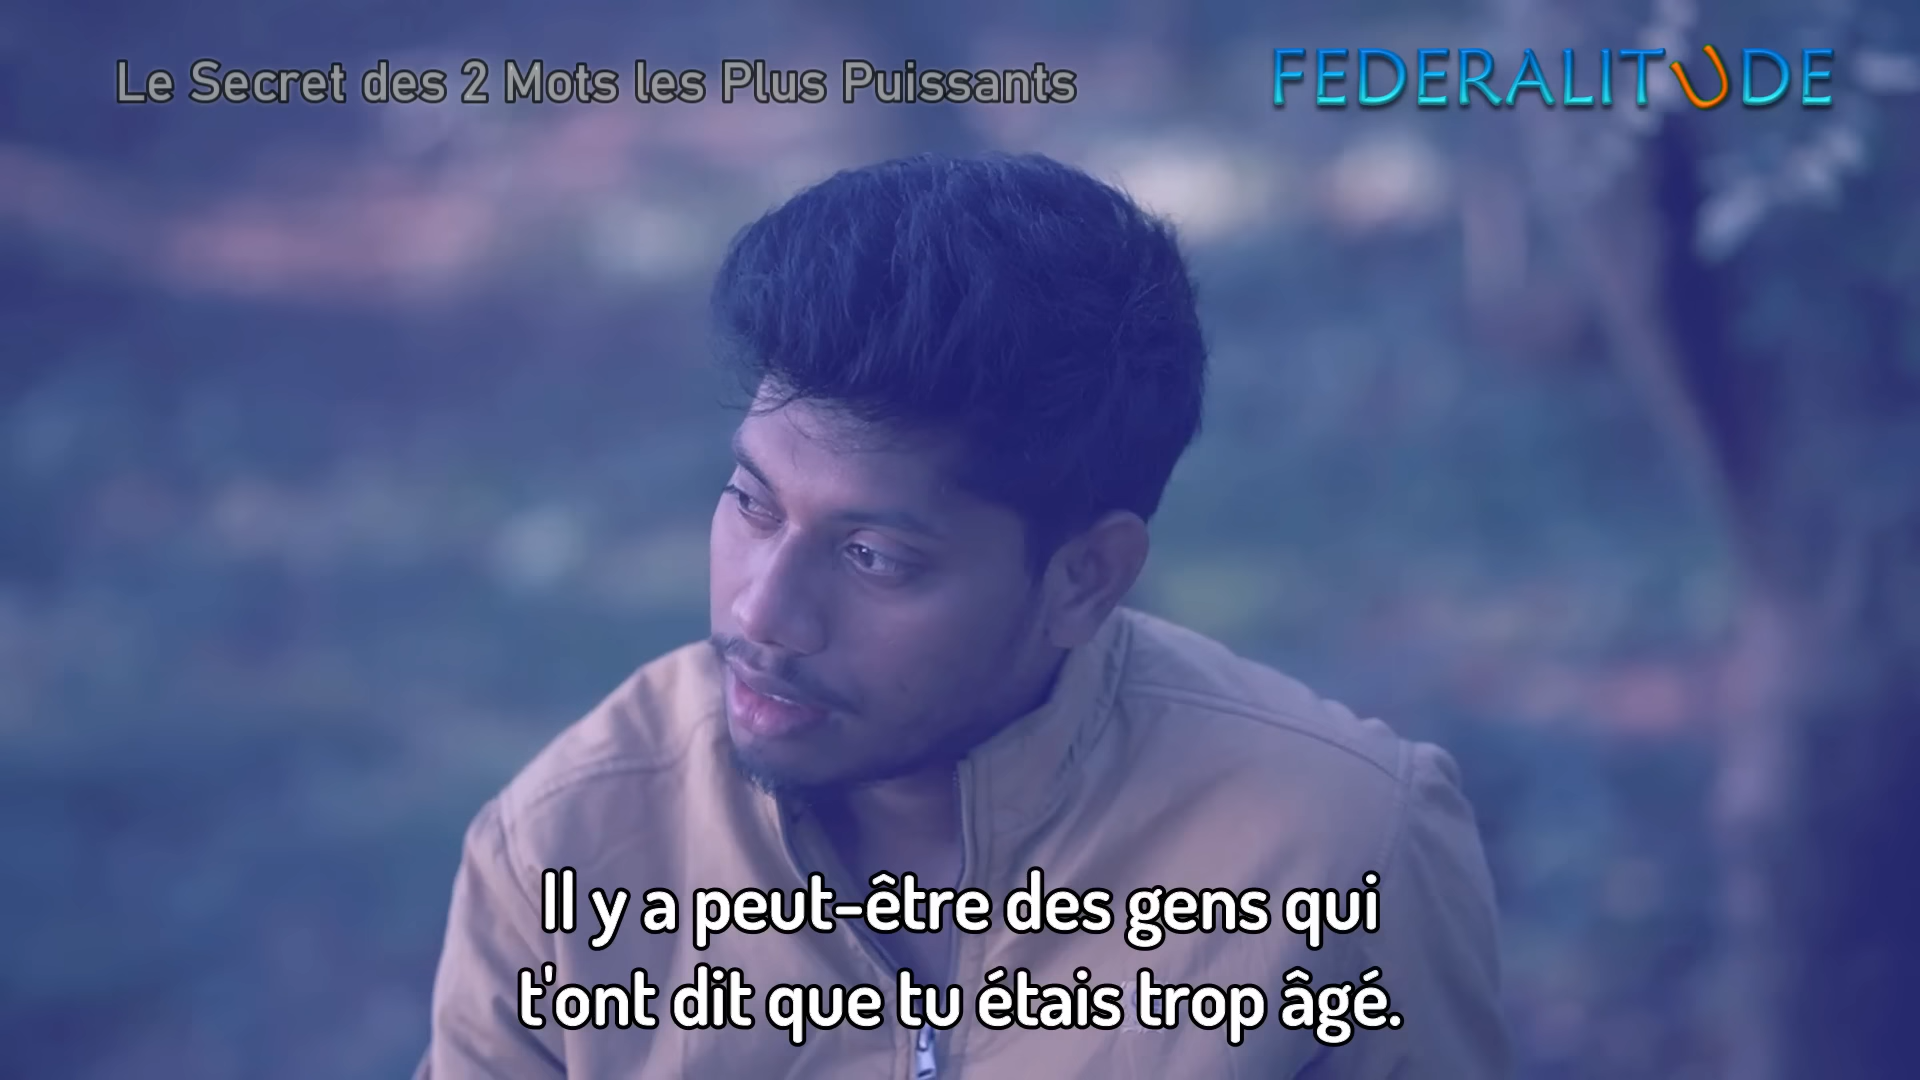 Le Secret des 2 Mots les Plus Puissants
FEDERALITUDE
Il y a peut-être des gens qui
t'ont dit que tu étais trop âgé.